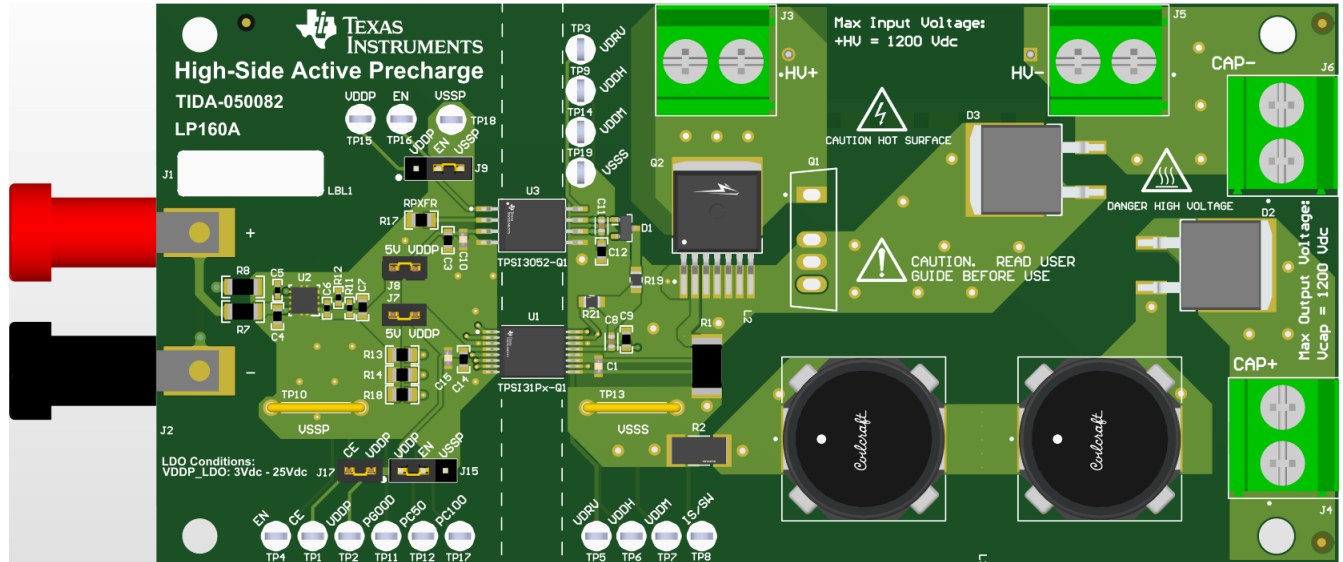 TEXAS
INSTRUMENTS
High-Side Active Precharge
TIDA-050082
LP160A
LBL1
J1
VDDP
EN
VSSP
TP15
TP16
TP18
VDDP
EN
VSSP
J9
TP3
VDRV
TP9
VDDH
TP14
VDDM
TP19
VSSS
J3
HV+
Max Input Voltage:
+HV = 1200 Vdc
J5
HV-
CAP-
J6
CAUTION HOT SURFACE
D3
DANGER HIGH VOLTAGE
D2
Q2
Q1
CAUTION. READ USER
GUIDE BEFORE USE
Max Output Voltage:
Vcap = 1200 Vdc
+
R17
RPXFR
C3
C10
U3
Texas
Instruments
TPSI3052-Q1
C11
C12
D1
R19
R21
5V VDDP
J8
J7
5V VDDP
R8
R7
C5
C4
U2
R12
R11
C6
C7
U1
Texas
Instruments
TPSI31Px-Q1
C8
C9
C1
R1
L2
R13
R14
R18
C15
C14
-
TP10
VSSP
TP13
VSSS
R2
Coilcraft
Coilcraft
CAP+
J4
J2
LDO Conditions:
VDDP_LDO: 3Vdc - 25Vdc
J17
CE
VDDP
VDDP
EN
VSSP
J15
EN
CE
VDDP
PGOOD
PC50
PC100
TP4
TP1
TP2
TP11
TP12
TP17
VDRV
VDDH
VDDM
IS/SW
TP5
TP6
TP7
TP8